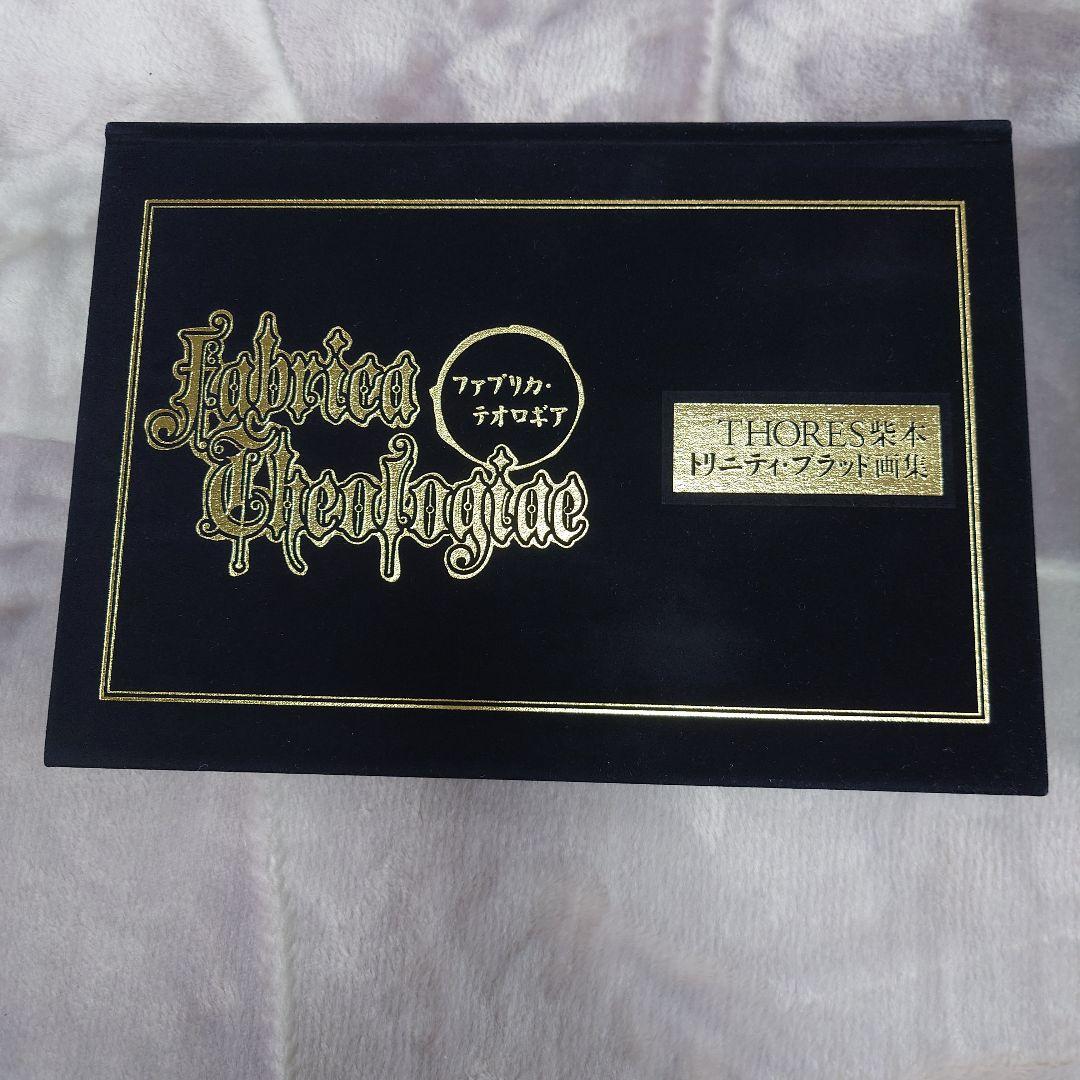 Fabrica
Theologiae
ファブリカ・
テオロギア
THORES柴本
トリニティ・ブラッド画集